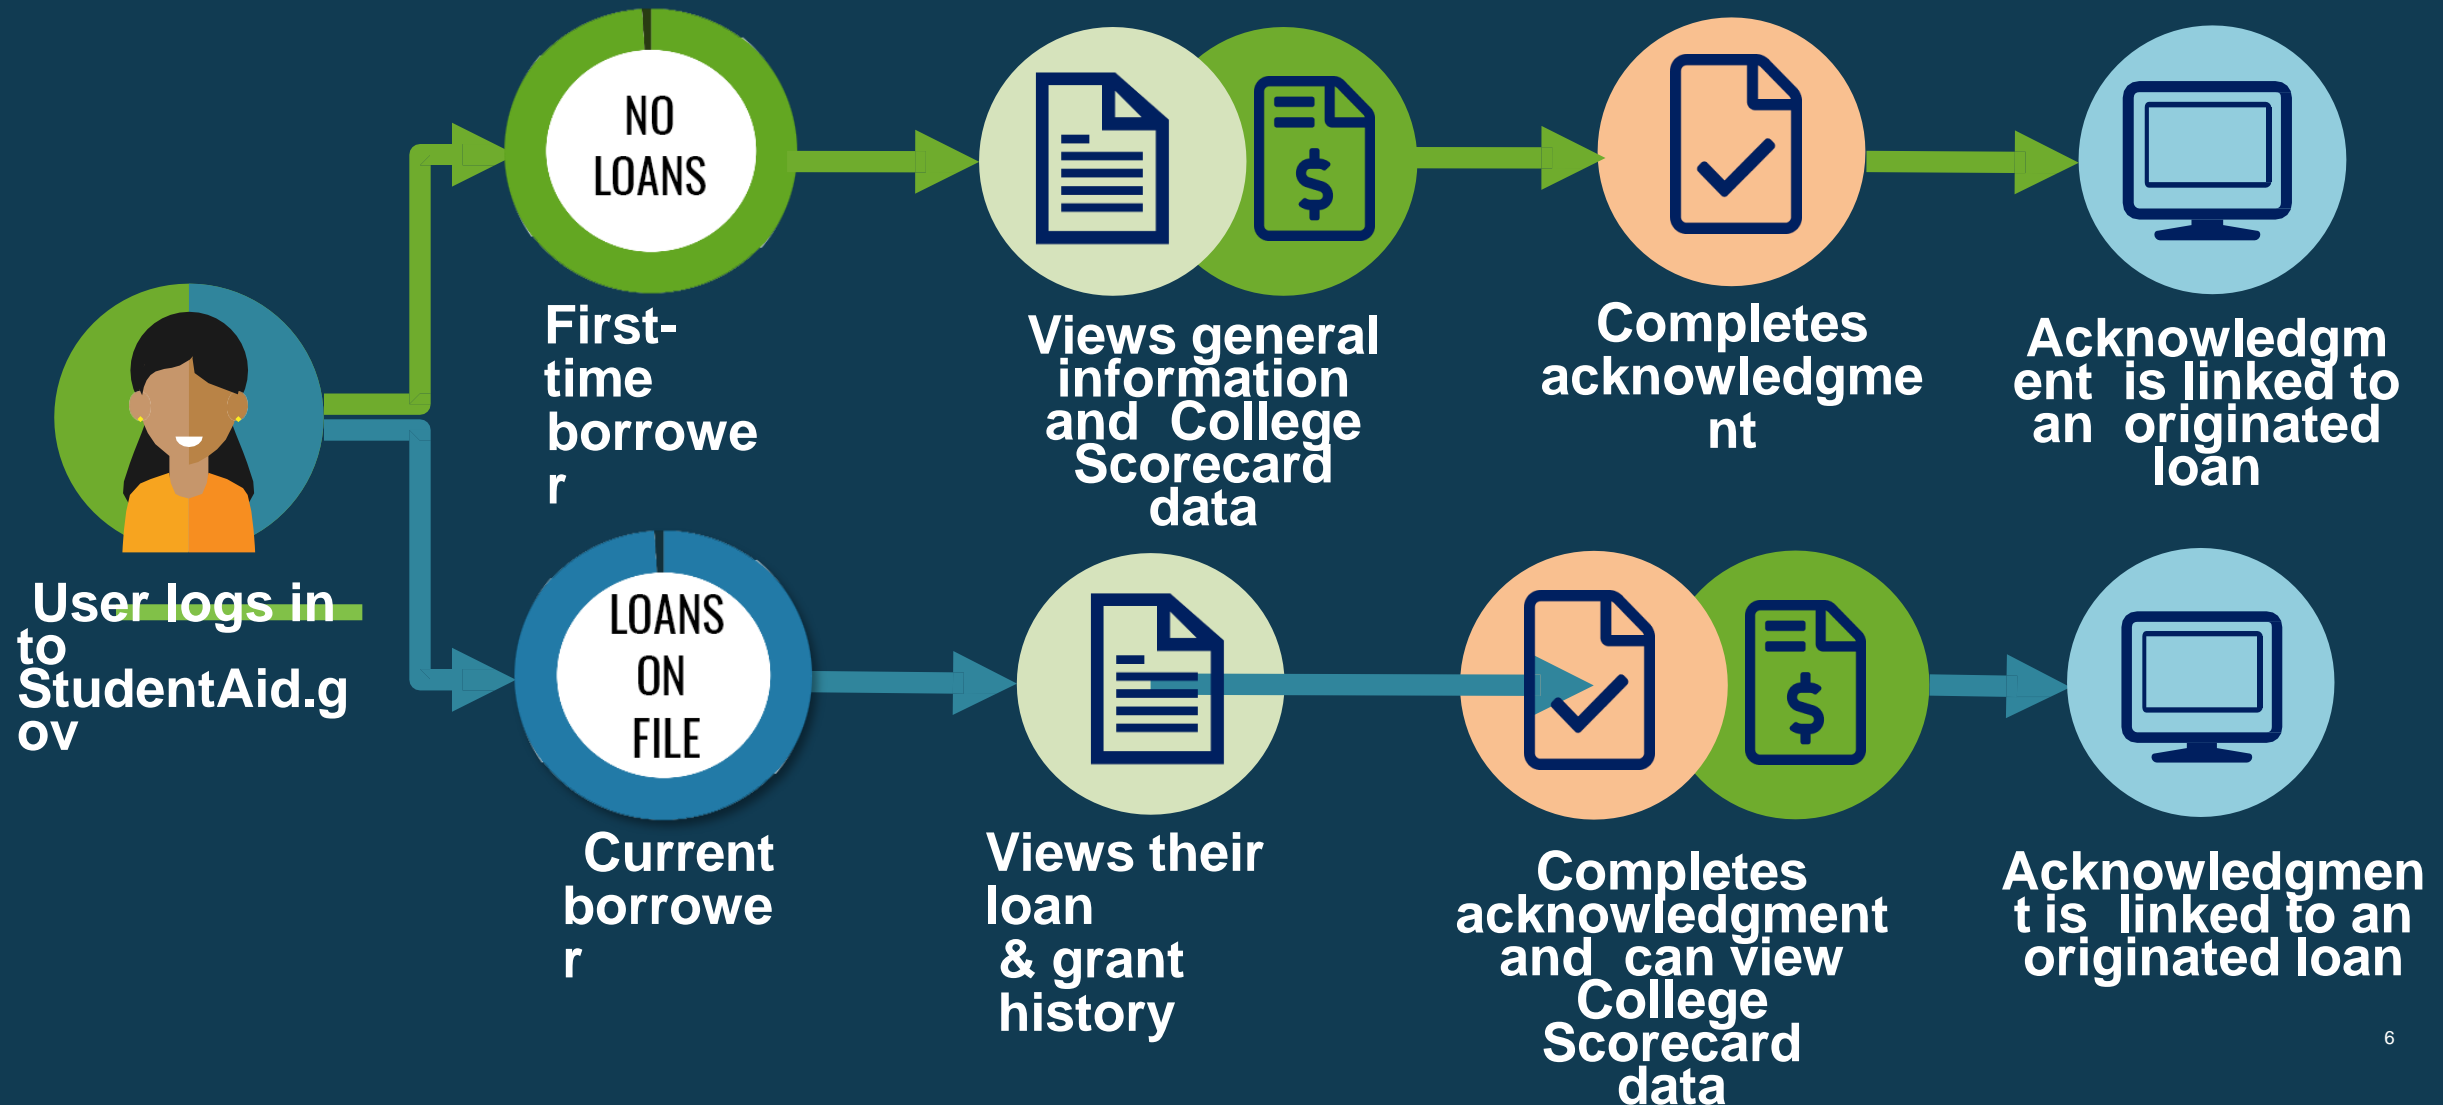 NO
LOANS
First-
time
borrowe
r
Views general
information
and College
Scorecard
data
Completes
acknowledgme
nt
Acknowledgm
ent is linked to
an originated
loan
User logs in
to
StudentAid.g
ov
LOANS
ON
FILE
Current
borrowe
r
Views their
loan
& grant
history
Completes
acknowledgment
and can view
College
Scorecard
data
Acknowledgmen
t is linked to an
originated loan
6